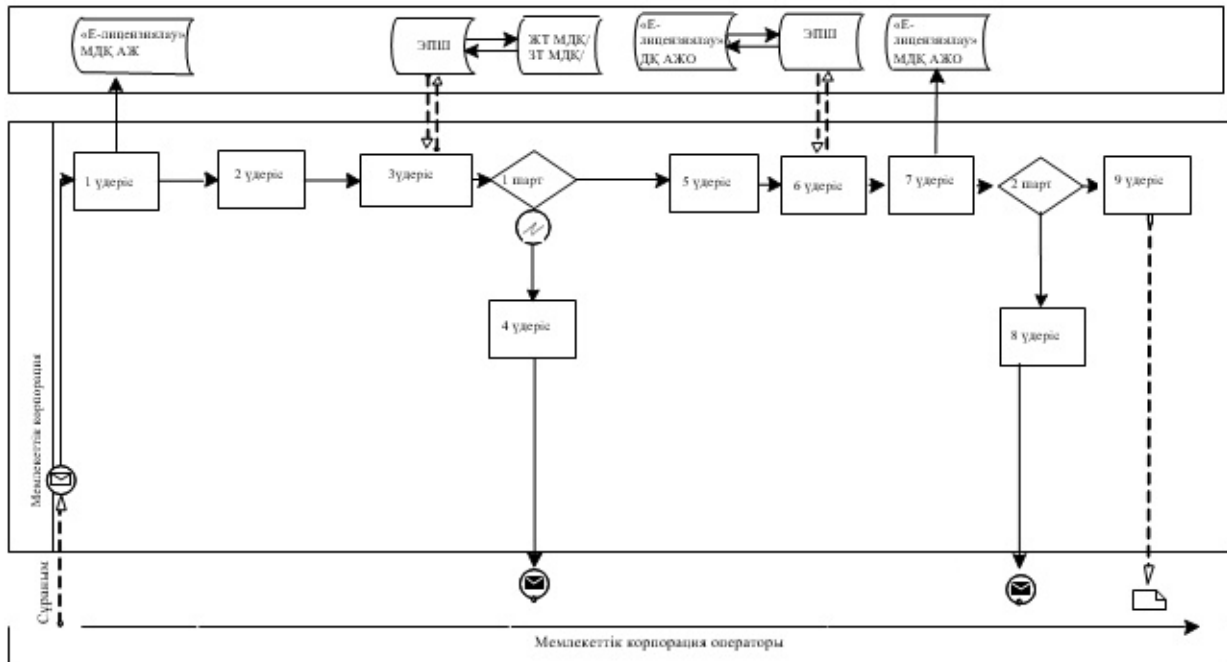 «Е-
лицензиялау»
МДҚ АЖ
ЭПШ
ЖТ МДҚ/
ЗТ МДҚ/
«Е-
лицензиялау»
ДҚ АЖО
ЭПШ
«Е-
лицензиялау»
МДҚ АЖО
1 үдеріс
2 үдеріс
3үдеріс
1 шарт
5 үдеріс
6 үдеріс
7 үдеріс
2 шарт
9 үдеріс
4 үдеріс
8 үдеріс
Мемлекеттік корпорация
Сұраным
Мемлекеттік корпорация операторы